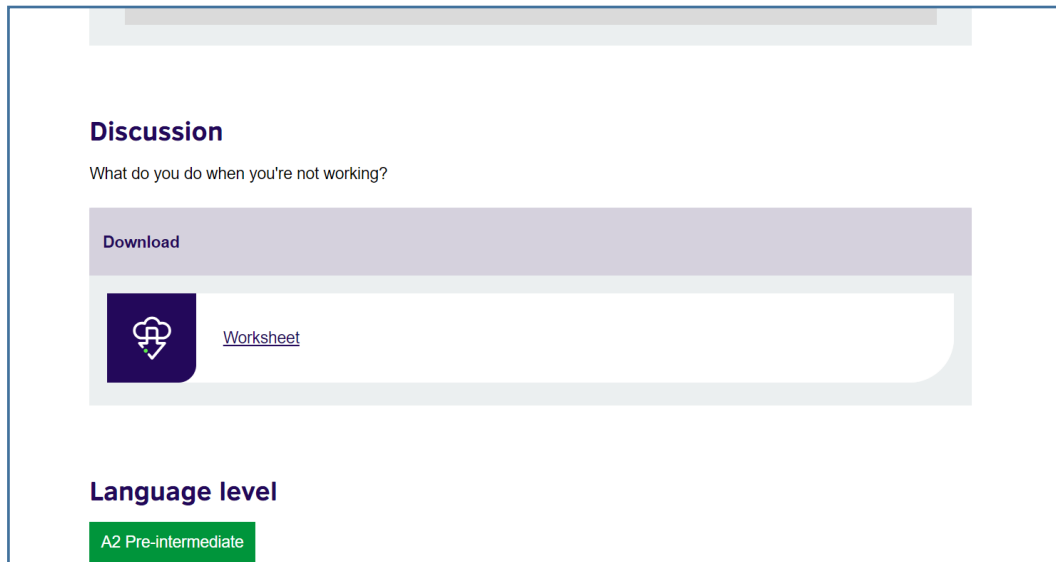 Discussion
What do you do when you're not working?
Download
Worksheet
Language level
A2 Pre-intermediate